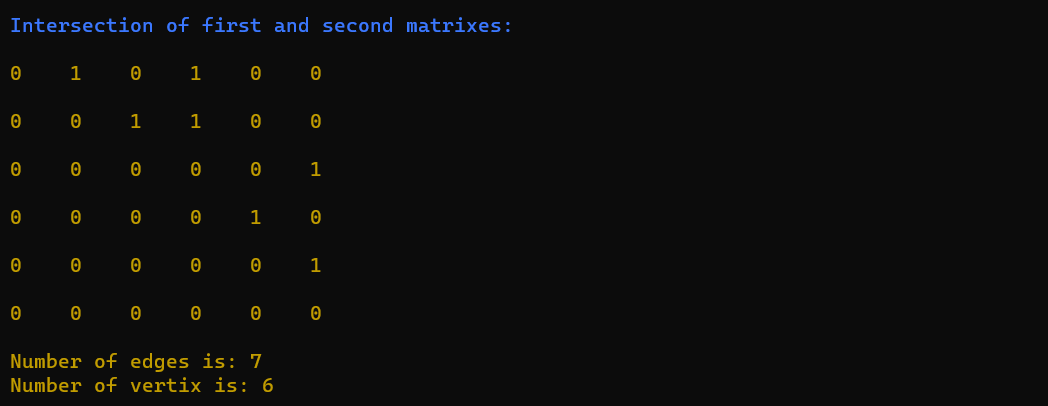 Intersection of first and second matrixes:
0 1 0 1 0 0
0 0 1 1 0 0
0 0 0 0 0 1
0 0 0 0 1 0
0 0 0 0 0 1
0 0 0 0 0 0
Number of edges is: 7
Number of vertix is: 6